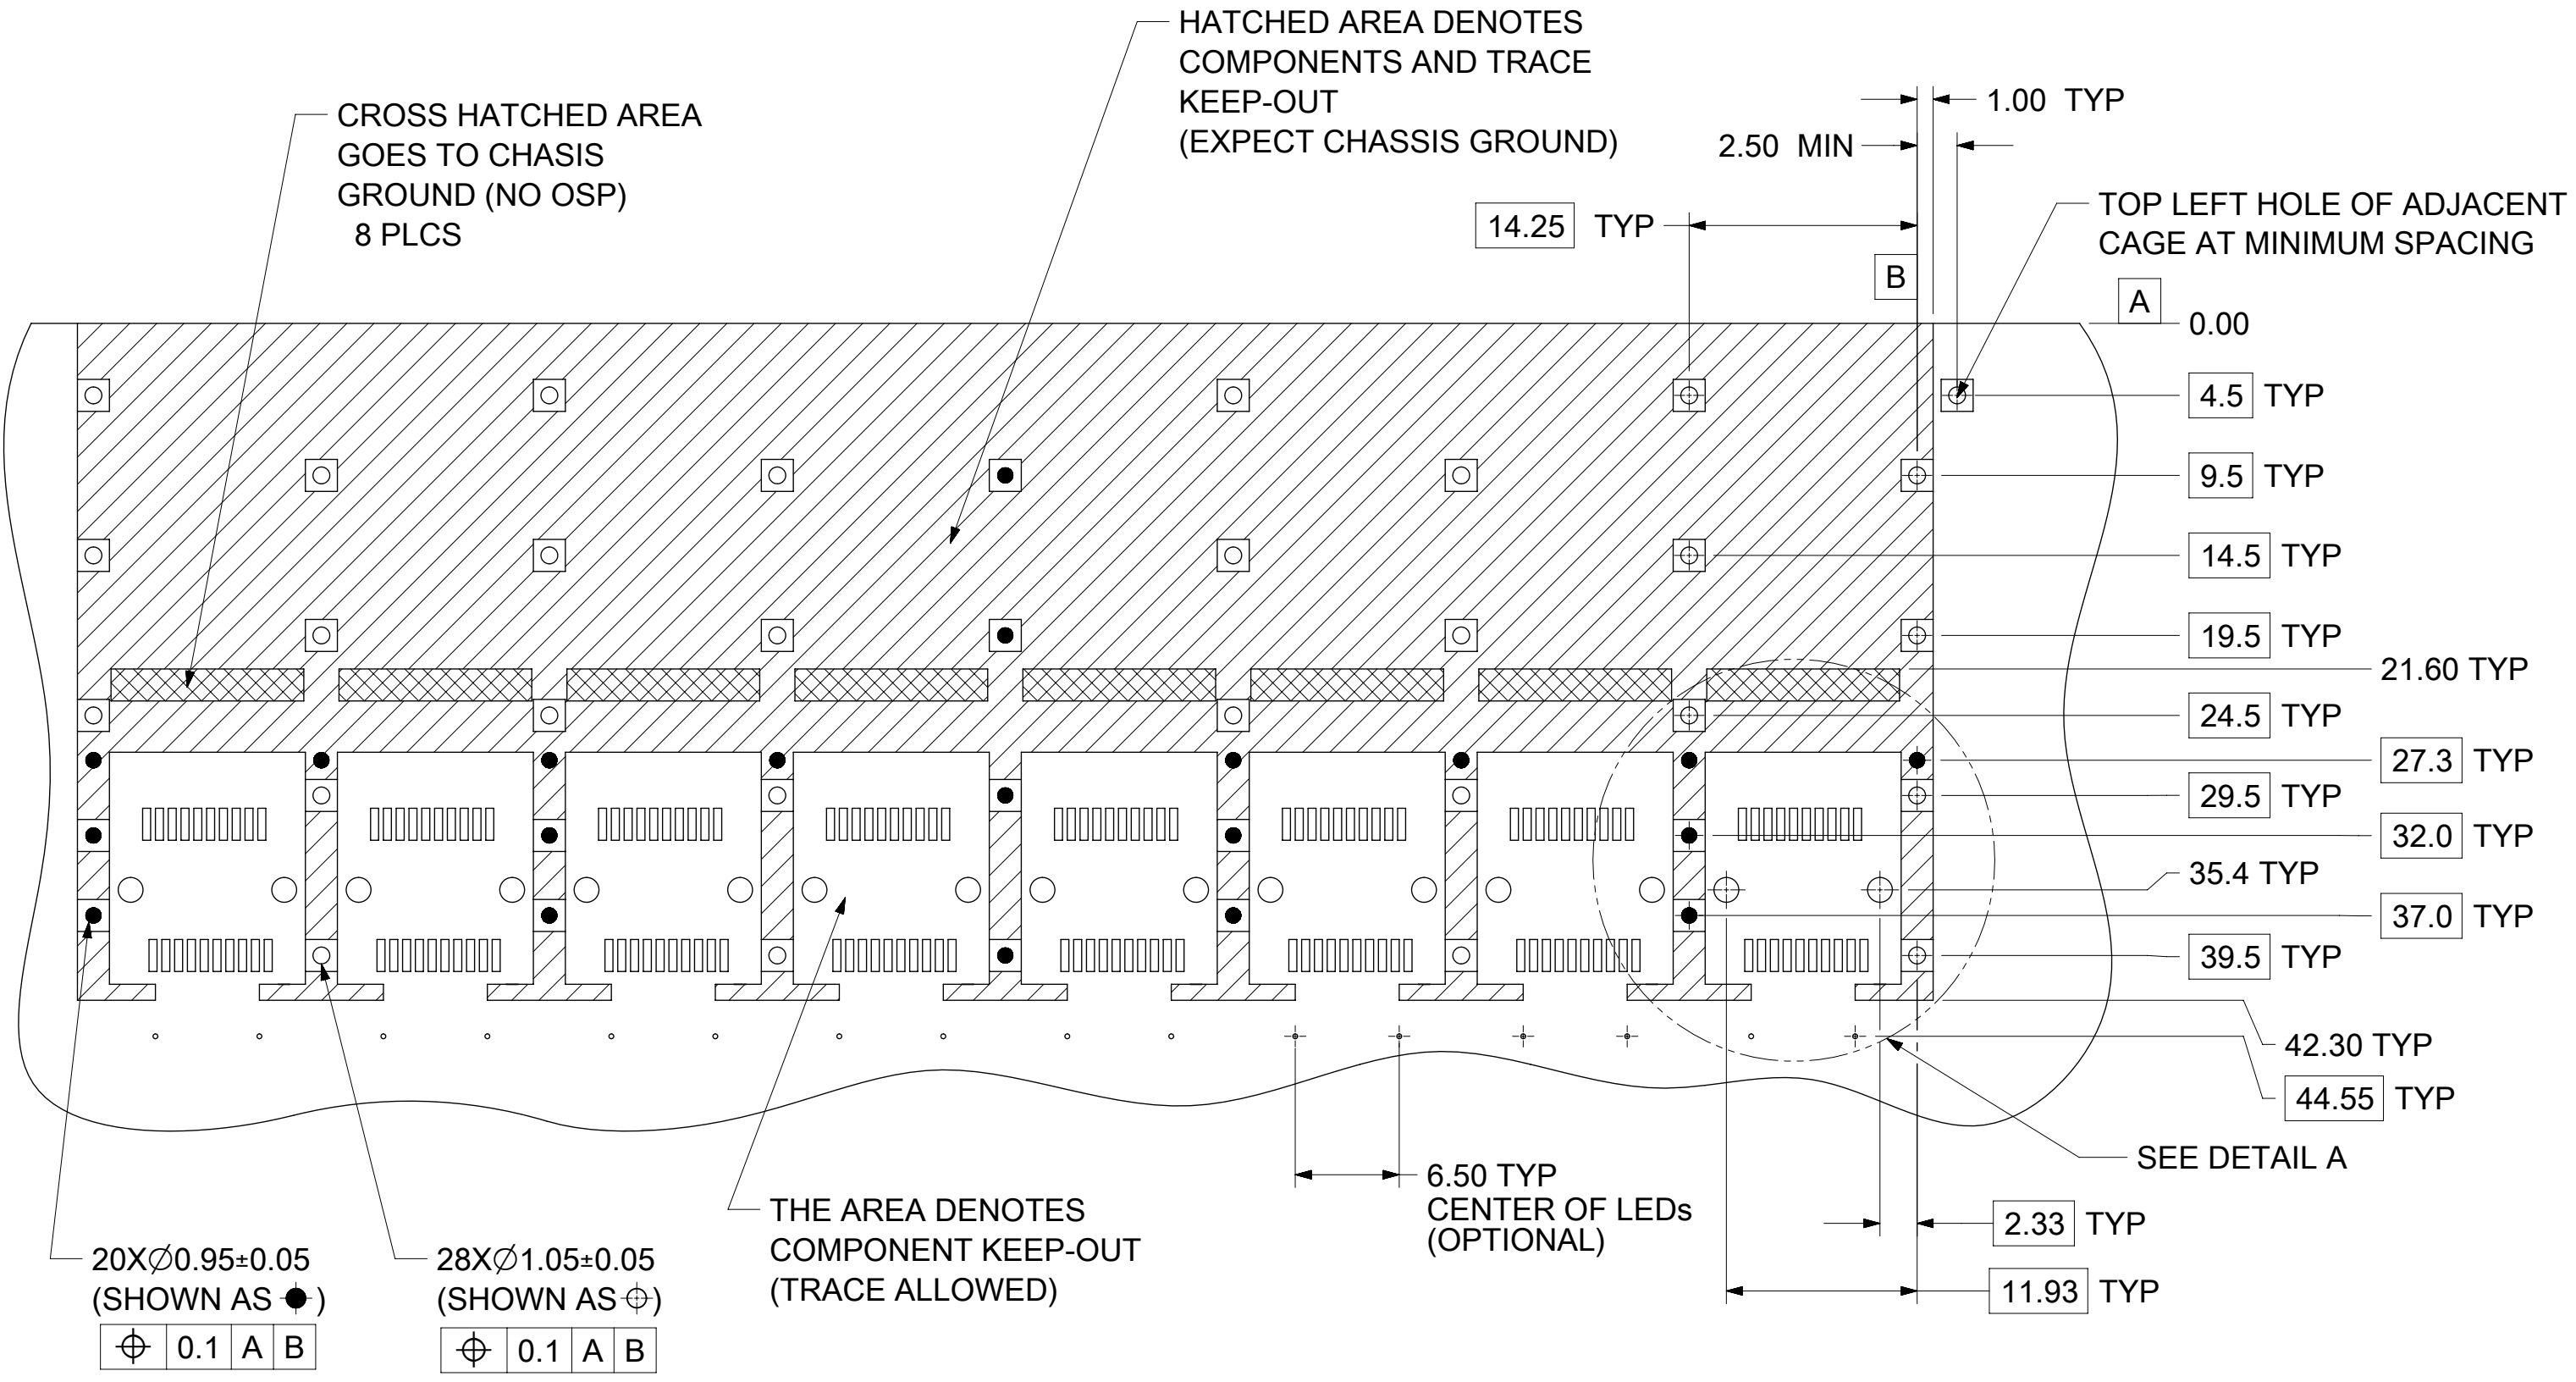 HATCHED AREA DENOTES
COMPONENTS AND TRACE
KEEP-OUT
(EXPECT CHASSIS GROUND)
CROSS HATCHED AREA
GOES TO CHASIS
GROUND (NO OSP)
8 PLCS
1.00 TYP
2.50 MIN
14.25 TYP
TOP LEFT HOLE OF ADJACENT
CAGE AT MINIMUM SPACING
B
A
0.00
4.5 TYP
9.5 TYP
14.5 TYP
19.5 TYP
21.60 TYP
24.5 TYP
27.3 TYP
29.5 TYP
32.0 TYP
35.4 TYP
37.0 TYP
39.5 TYP
42.30 TYP
44.55 TYP
SEE DETAIL A
2.33 TYP
11.93 TYP
6.50 TYP
CENTER OF LEDs
(OPTIONAL)
THE AREA DENOTES
COMPONENT KEEP-OUT
(TRACE ALLOWED)
20X∅0.95±0.05
(SHOWN AS )
⌖ 0.1 A B
28X∅1.05±0.05
(SHOWN AS )
⌖ 0.1 A B